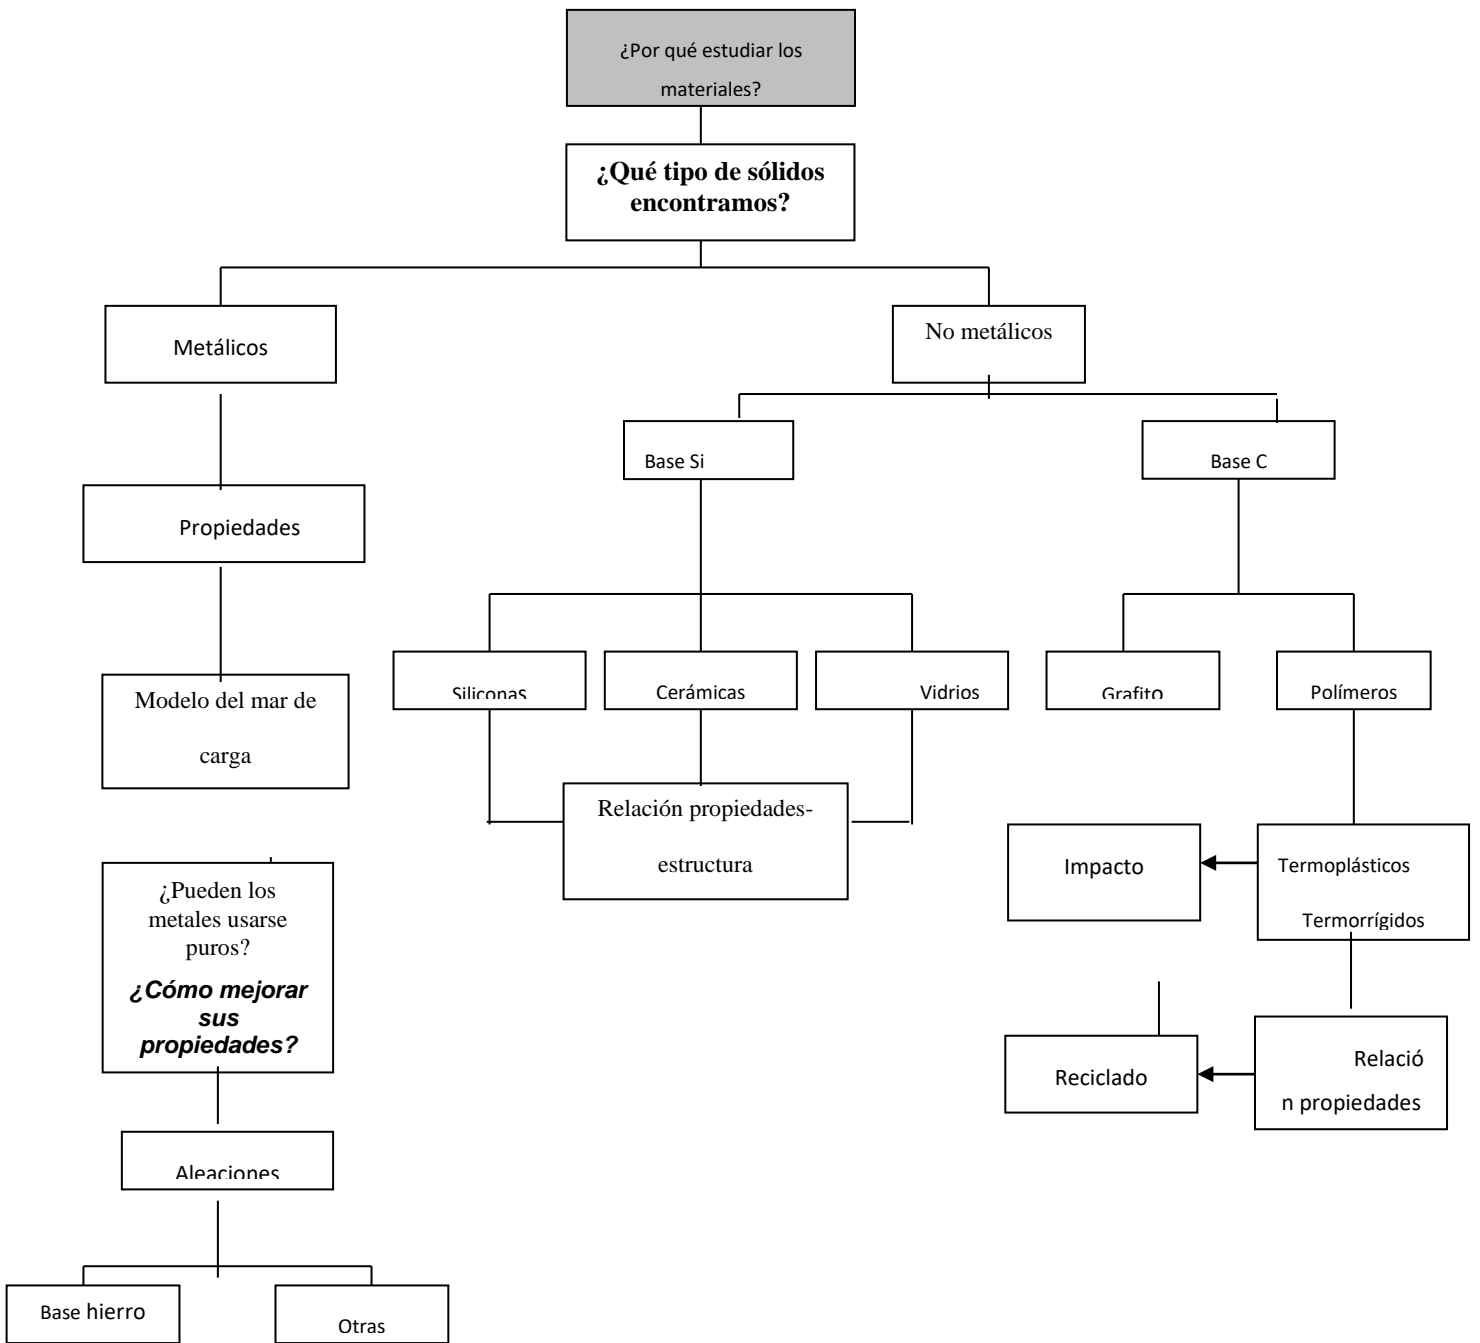 ¿Por qué estudiar los
materiales?
¿Qué tipo de sólidos
encontramos?
Metálicos
No metálicos
Base Si
Base C
Propiedades
Siliconas
Cerámicas
Vidrios
Grafito
Polímeros
Modelo del mar de
carga
Relación propiedades-
estructura
Impacto
Termoplásticos
Termorrígidos
¿Pueden los
metales usarse
puros?
¿Cómo mejorar
sus
propiedades?
Reciclado
Relació
n propiedades
Aleaciones
Base hierro
Otras